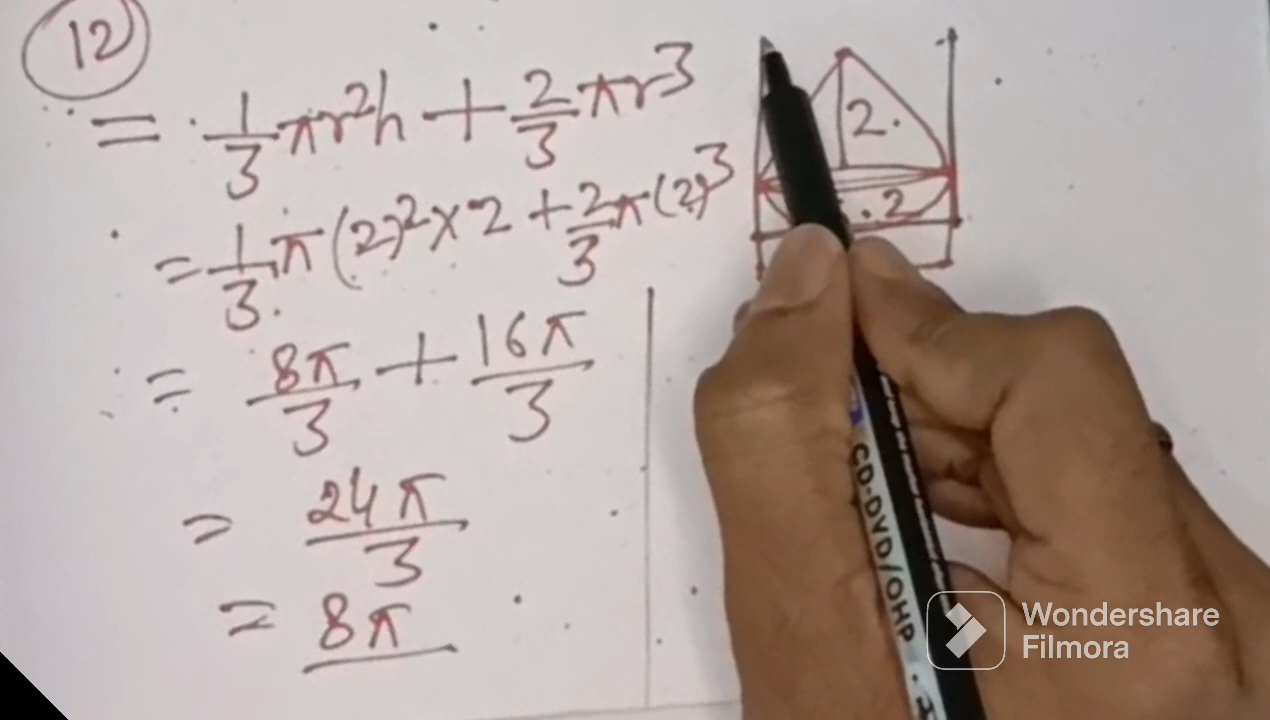 12
= 1/3 πr²h + 2/3 πr³
= 1/3 π(2)² × 2 + 2/3 π(2)³
= 8π/3 + 16π/3
= 24π/3
= 8π
2.
. 2
CD-DVD/OHP
Wondershare
Filmora